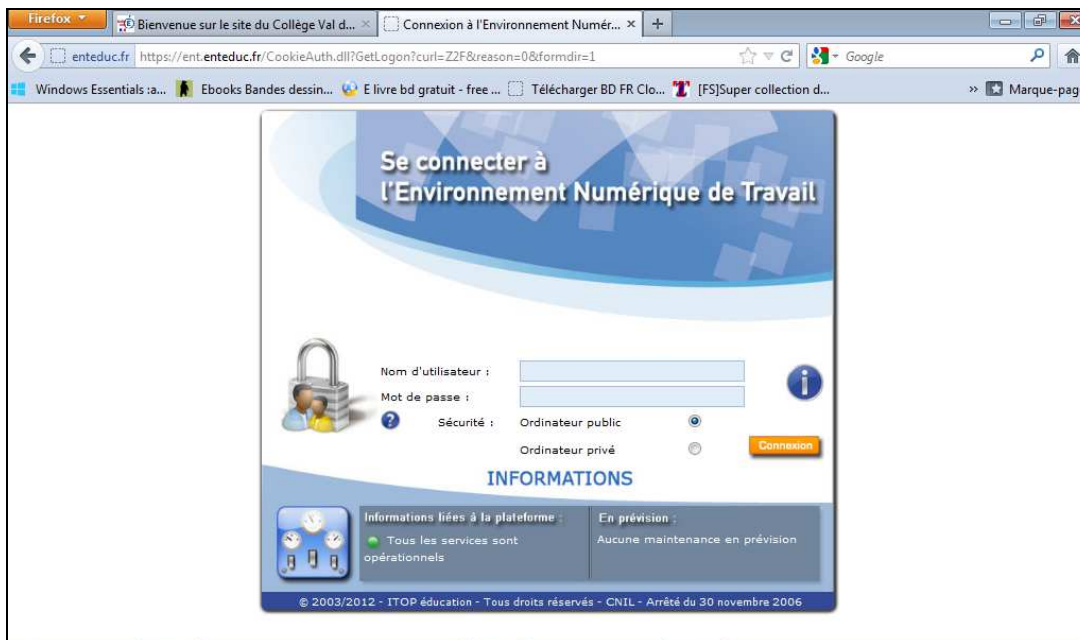 Firefox
Bienvenue sur le site du Collège Val d... × Connexion à l'Environnement Numér... × +
enteduc.fr https://ent.enteduc.fr/CookieAuth.dll?GetLogon?curl=Z2F&reason=0&formdir=1 Google
Windows Essentials :a... Ebooks Bandes dessin... E livre bd gratuit - free ... Télécharger BD FR Clo... [FS]Super collection d... » Marque-pag
Se connecter à
l'Environnement Numérique de Travail
Nom d'utilisateur :
Mot de passe :
Sécurité : Ordinateur public
Ordinateur privé Connexion
INFORMATIONS
Informations liées à la plateforme :
Tous les services sont
opérationnels
En prévision :
Aucune maintenance en prévision
© 2003/2012 - ITOP éducation - Tous droits réservés - CNIL - Arrêté du 30 novembre 2006